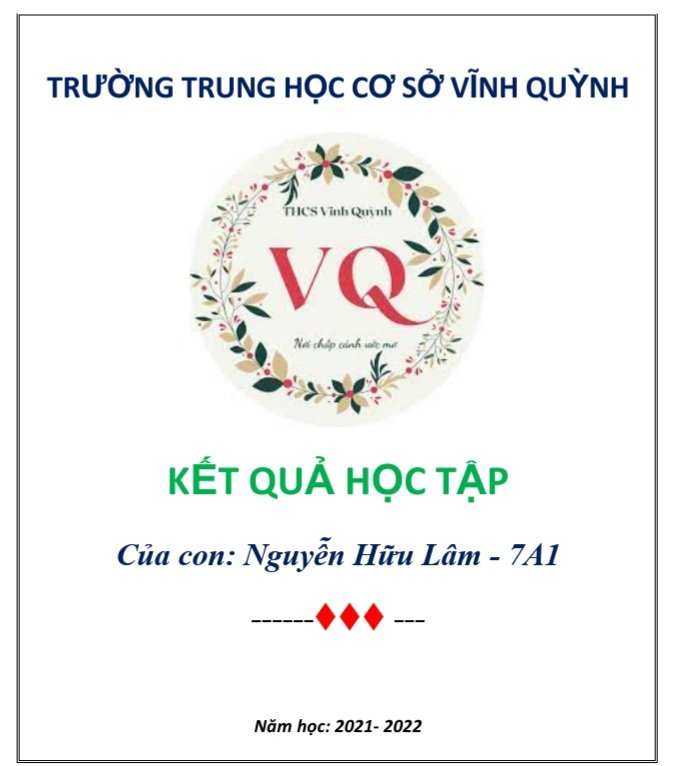 TRƯỜNG TRUNG HỌC CƠ SỞ VĨNH QUỲNH
THCS Vĩnh Quỳnh
VQ
Nơi chắp cánh ước mơ
KẾT QUẢ HỌC TẬP
Của con: Nguyễn Hữu Lâm - 7A1
------♦♦♦ ---
Năm học: 2021- 2022